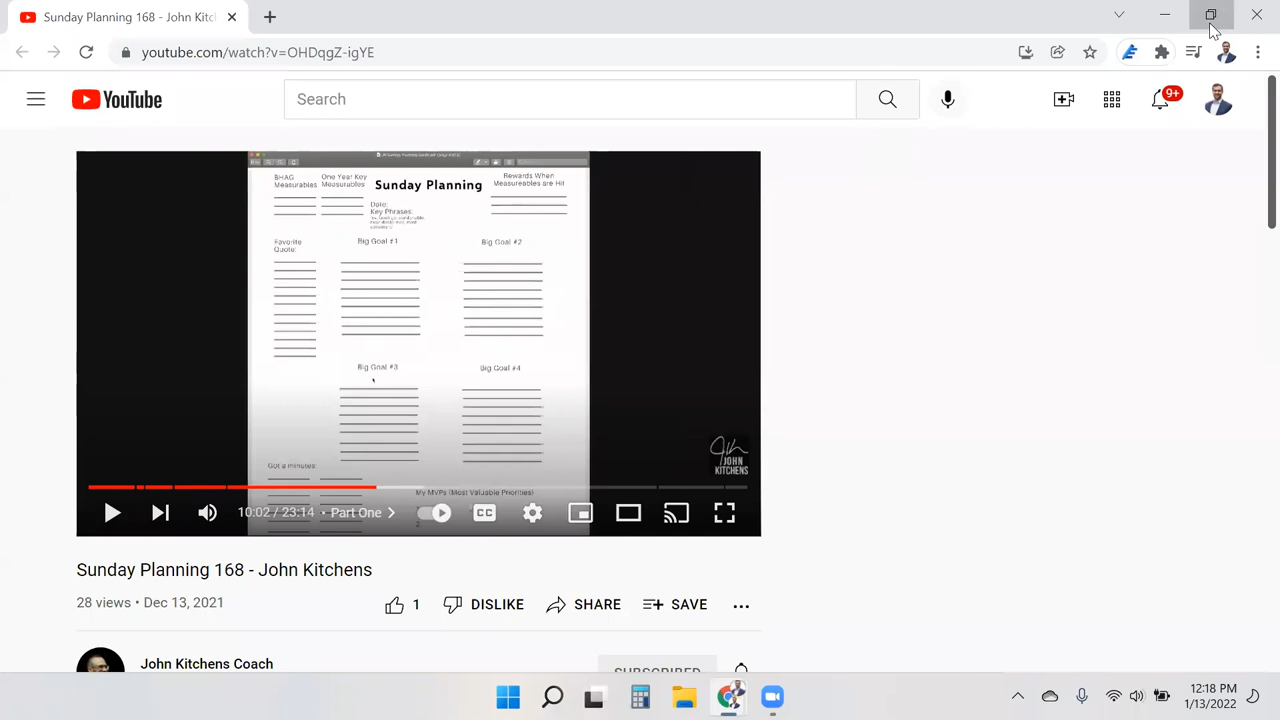 Sunday Planning 168 - John Kitch
youtube.com/watch?v=OHDqgZ-igYE
YouTube
Search
9+
BHAG
Measurables
One Year Key
Measurables
Sunday Planning
Rewards When
Measureables are Hit
Date:
Key Phrases:
Favorite
Quote:
Big Goal #1
Big Goal #2
Big Goal #3
Big Goal #4
Got a minutes:
My MVPs (Most Valuable Priorities)
JOHN
KITCHENS
10:02 / 23:14 • Part One
CC
Sunday Planning 168 - John Kitchens
28 views • Dec 13, 2021
1
DISLIKE
SHARE
SAVE
John Kitchens Coach
SUBSCRIBED
12:18 PM
1/13/2022